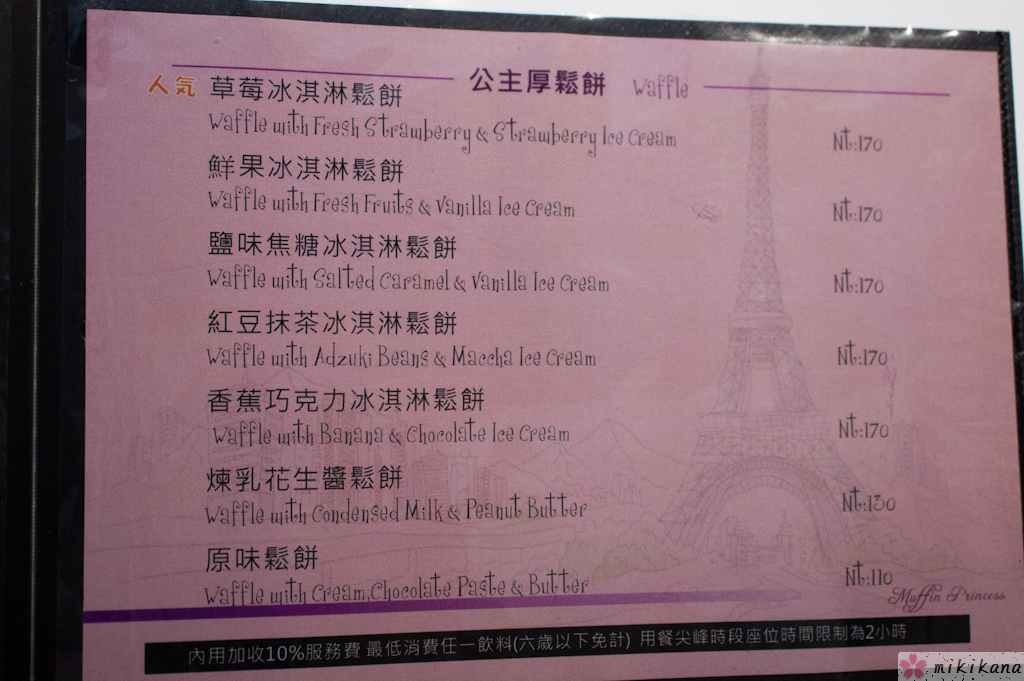 公主厚鬆餅 Waffle
人気 草莓冰淇淋鬆餅
Waffle with Fresh Strawberry & Strawberry Ice Cream Nt:170
鮮果冰淇淋鬆餅
Waffle with Fresh Fruits & Vanilla Ice Cream Nt:170
鹽味焦糖冰淇淋鬆餅
Waffle with Salted Caramel & Vanilla Ice Cream Nt:170
紅豆抹茶冰淇淋鬆餅
Waffle with Adzuki Beans & Maccha Ice Cream Nt:170
香蕉巧克力冰淇淋鬆餅
Waffle with Banana & Chocolate Ice Cream Nt:170
煉乳花生醬鬆餅
Waffle with Condensed Milk & Peanut Butter Nt:130
原味鬆餅
Waffle with Cream,Chocolate Paste & Butter Nt:110
Muffin Princess
內用加收10%服務費 最低消費任一飲料(六歲以下免計) 用餐尖峰時段座位時間限制為2小時
mikikana